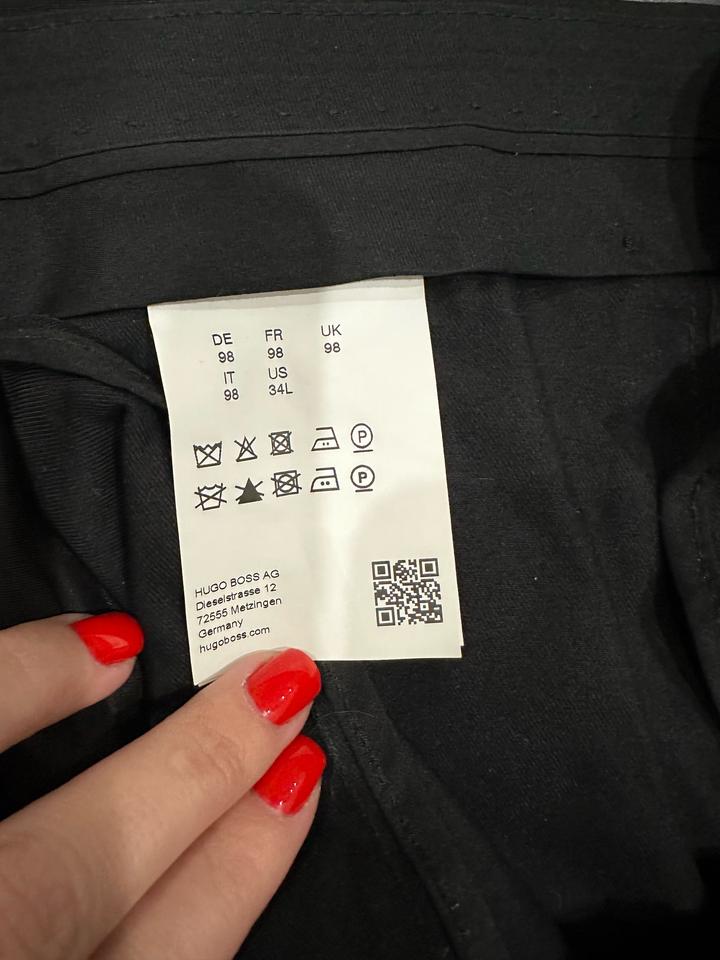 DE FR UK
98 98 98
IT US
98 34L
P
P
HUGO BOSS AG
Dieselstrasse 12
72555 Metzingen
Germany
hugoboss.com